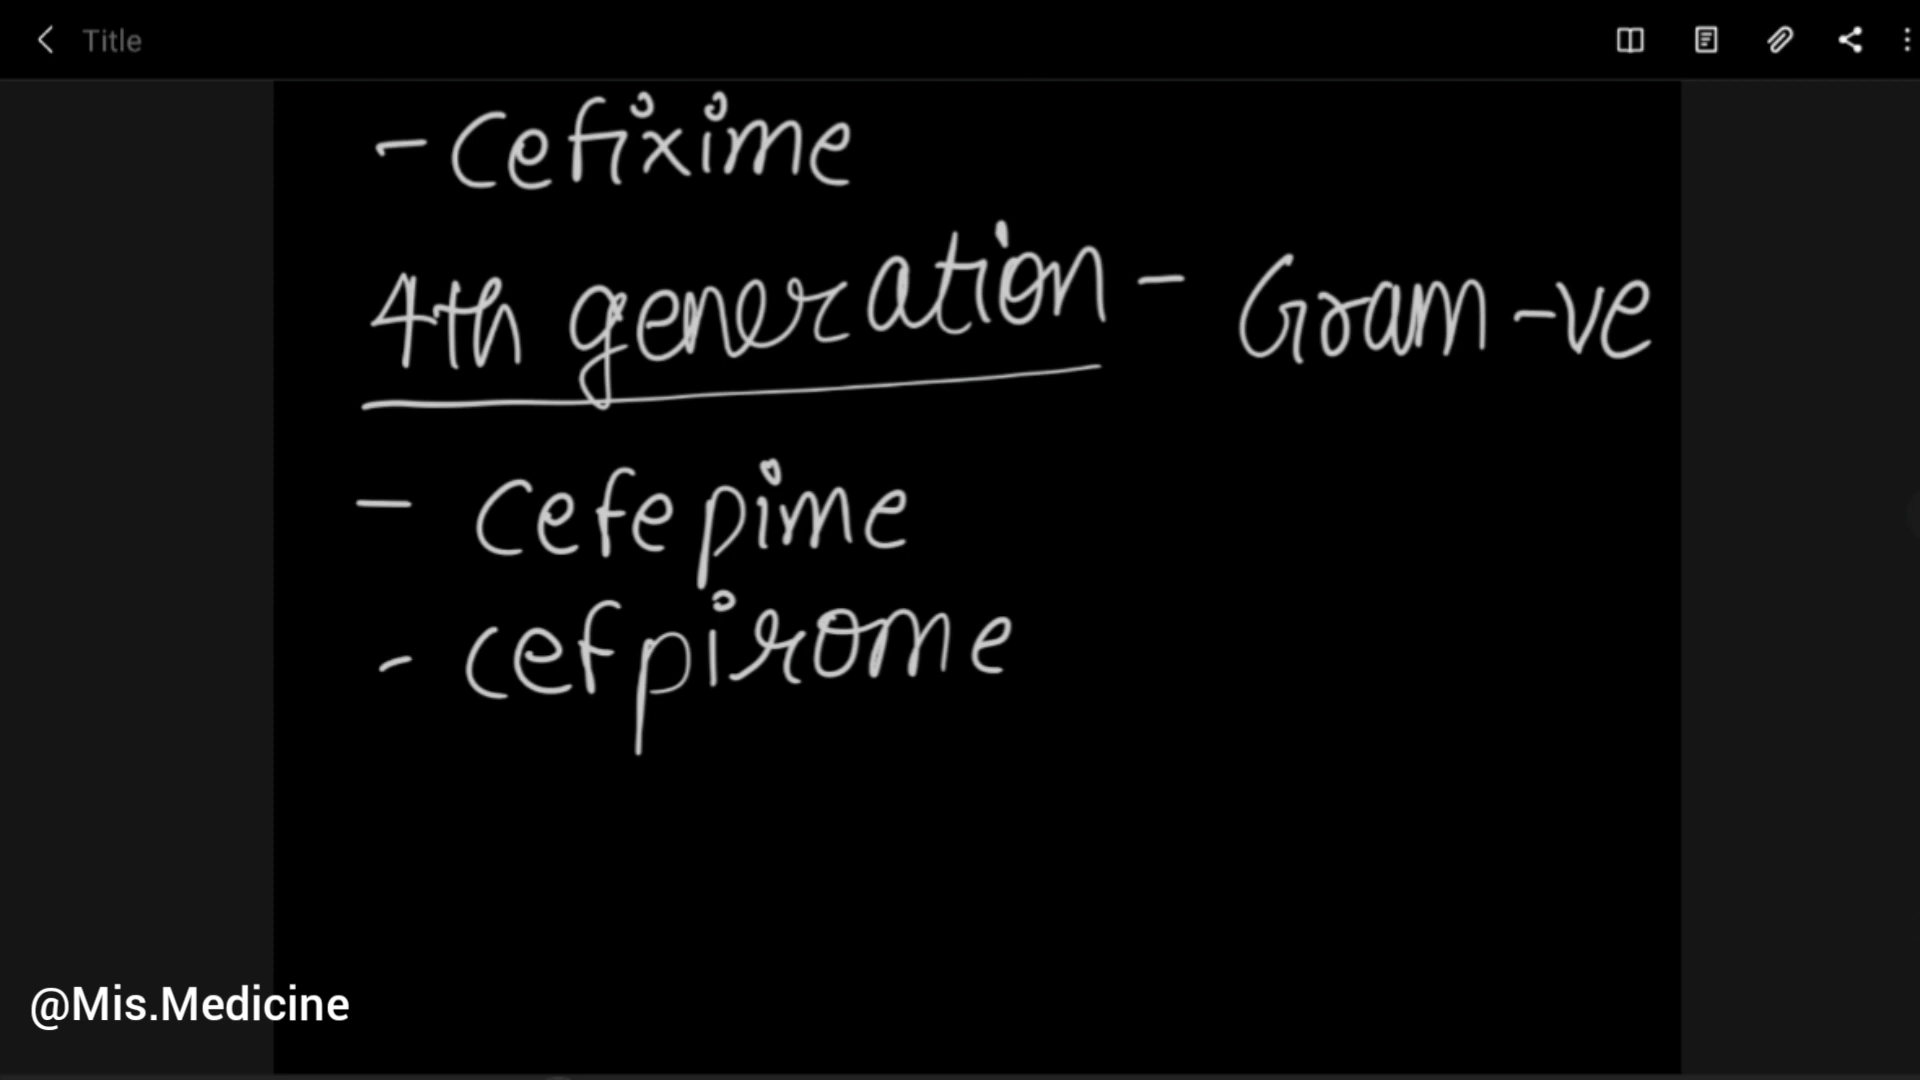 Title
- Cefixime
4th generation - Gram -ve
- Cefepime
- Cefpirome
@Mis.Medicine